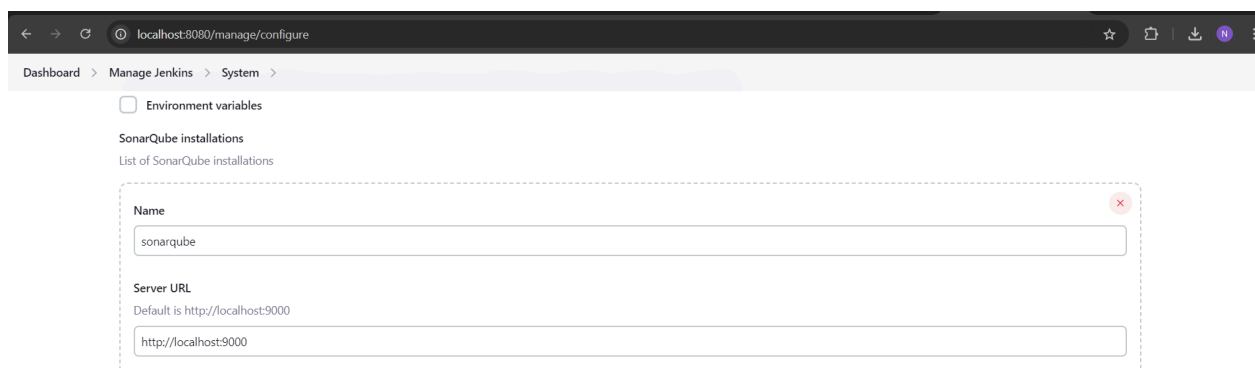 localhost:8080/manage/configure
N
Dashboard > Manage Jenkins > System >
Environment variables
SonarQube installations
List of SonarQube installations
Name
sonarqube
Server URL
Default is http://localhost:9000
http://localhost:9000